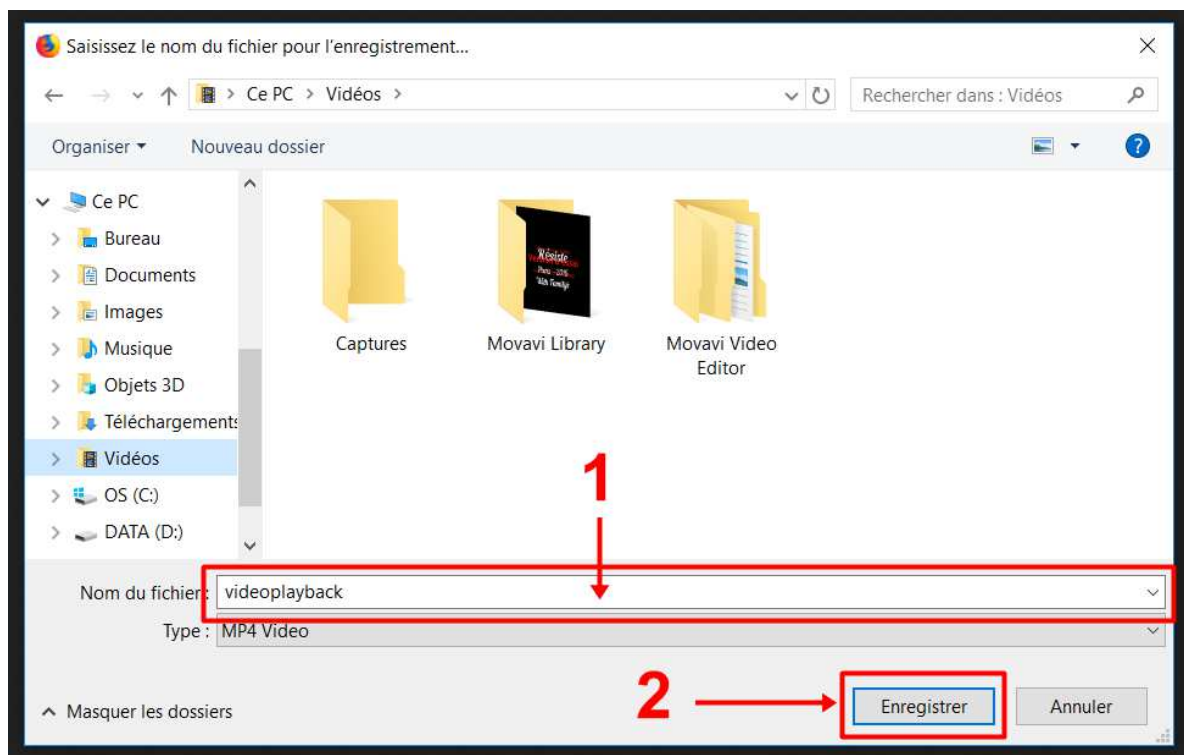 Saisissez le nom du fichier pour l'enregistrement...
Ce PC > Vidéos >
Rechercher dans : Vidéos
Organiser
Nouveau dossier
?
Ce PC
Bureau
Documents
Images
Musique
Objets 3D
Téléchargements
Vidéos
OS (C:)
DATA (D:)
Résiste
Paris
Captures
Movavi Library
Movavi Video
Editor
1
Nom du fichier :
videoplayback
Type :
MP4 Video
2
Masquer les dossiers
Enregistrer
Annuler